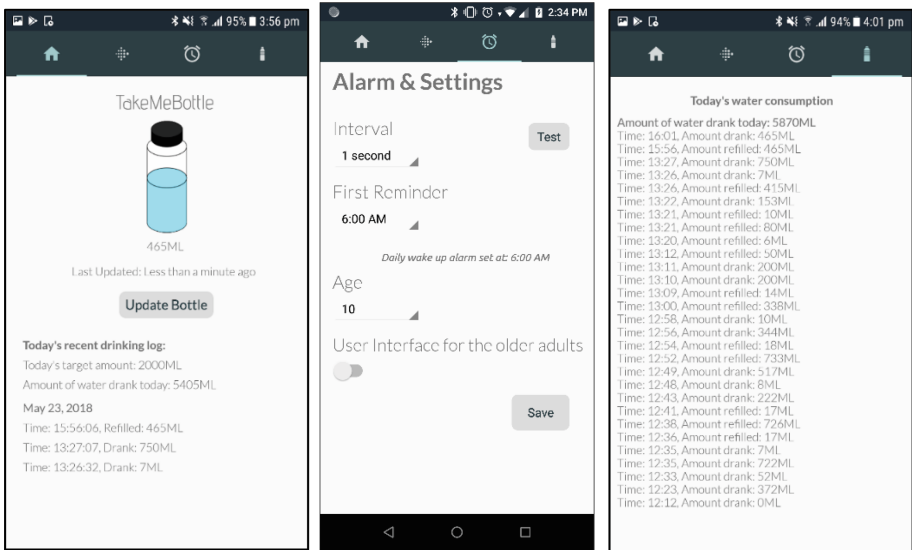 95% 3:56 pm
TakeMeBottle
465ML
Last Updated: Less than a minute ago
Update Bottle
Today's recent drinking log:
Today's target amount: 2000ML
Amount of water drank today: 5405ML
May 23, 2018
Time: 15:56:06, Refilled: 465ML
Time: 13:27:07, Drank: 750ML
Time: 13:26:32, Drank: 7ML
2:34 PM
Alarm & Settings
Interval
Test
1 second
First Reminder
6:00 AM
Daily wake up alarm set at: 6:00 AM
Age
10
User Interface for the older adults
Save
94% 4:01 pm
Today's water consumption
Amount of water drank today: 5870ML
Time: 16:01, Amount drank: 465ML
Time: 15:56, Amount refilled: 465ML
Time: 13:27, Amount drank: 750ML
Time: 13:26, Amount drank: 7ML
Time: 13:26, Amount refilled: 415ML
Time: 13:22, Amount drank: 153ML
Time: 13:21, Amount refilled: 10ML
Time: 13:21, Amount refilled: 80ML
Time: 13:20, Amount refilled: 6ML
Time: 13:12, Amount refilled: 50ML
Time: 13:11, Amount drank: 200ML
Time: 13:10, Amount drank: 200ML
Time: 13:09, Amount refilled: 14ML
Time: 13:00, Amount refilled: 338ML
Time: 12:58, Amount drank: 10ML
Time: 12:56, Amount drank: 344ML
Time: 12:54, Amount refilled: 18ML
Time: 12:52, Amount refilled: 733ML
Time: 12:49, Amount drank: 517ML
Time: 12:48, Amount drank: 8ML
Time: 12:43, Amount drank: 222ML
Time: 12:41, Amount refilled: 17ML
Time: 12:38, Amount refilled: 726ML
Time: 12:36, Amount refilled: 17ML
Time: 12:35, Amount drank: 7ML
Time: 12:35, Amount drank: 722ML
Time: 12:33, Amount drank: 52ML
Time: 12:23, Amount drank: 372ML
Time: 12:12, Amount drank: 0ML